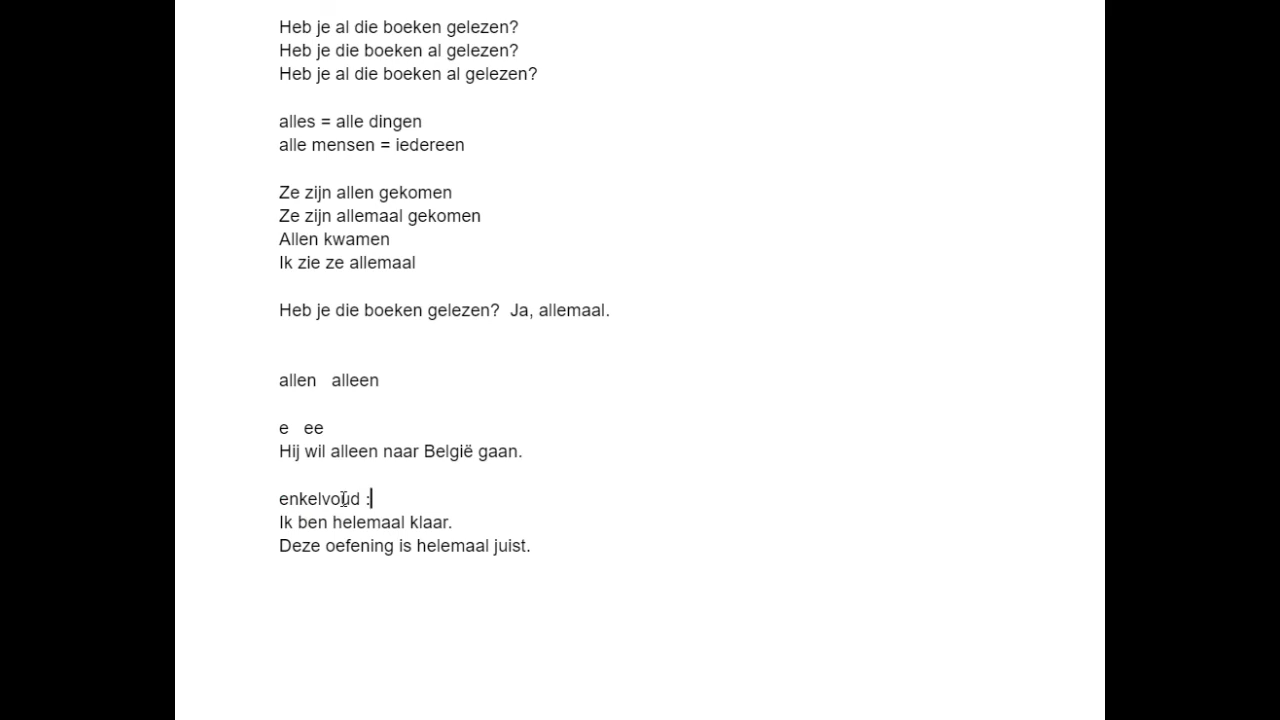 Heb je al die boeken gelezen?
Heb je die boeken al gelezen?
Heb je al die boeken al gelezen?
alles = alle dingen
alle mensen = iedereen
Ze zijn allen gekomen
Ze zijn allemaal gekomen
Allen kwamen
Ik zie ze allemaal
Heb je die boeken gelezen?  Ja, allemaal.
allen   alleen
e   ee
Hij wil alleen naar België gaan.
enkelvoud :
Ik ben helemaal klaar.
Deze oefening is helemaal juist.